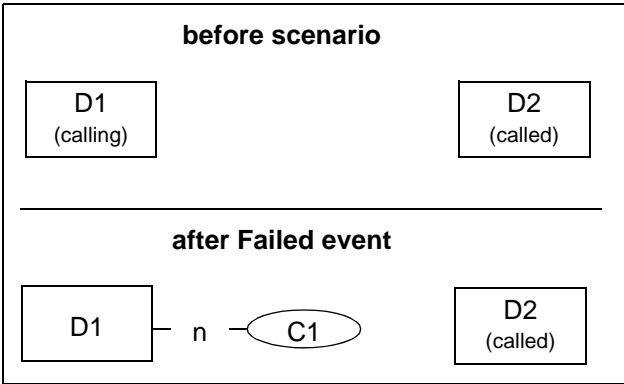 before scenario
D1 D2
(calling) (called)
after Failed event
D1 n C1 D2
(called)